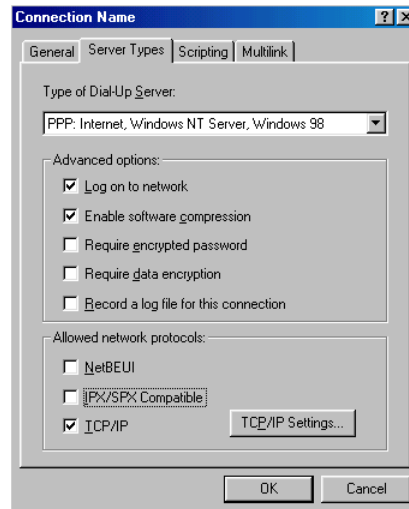 Connection Name
General Server Types Scripting Multilink
Type of Dial-Up Server:
PPP: Internet, Windows NT Server, Windows 98
Advanced options:
Log on to network
Enable software compression
Require encrypted password
Require data encryption
Record a log file for this connection
Allowed network protocols:
NetBEUI
IPX/SPX Compatible
TCP/IP
TCP/IP Settings...
OK Cancel